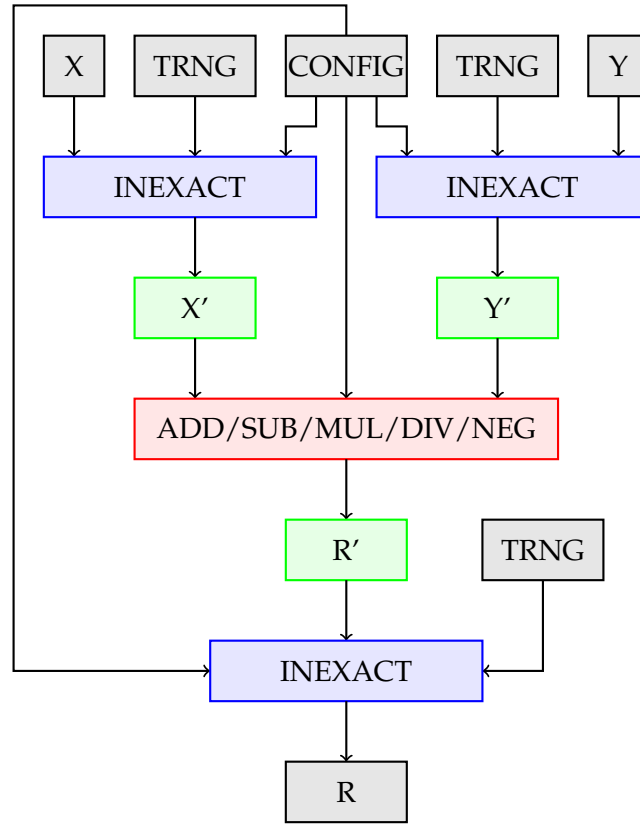 X
TRNG
CONFIG
TRNG
Y
INEXACT
INEXACT
X'
Y'
ADD/SUB/MUL/DIV/NEG
R'
TRNG
INEXACT
R